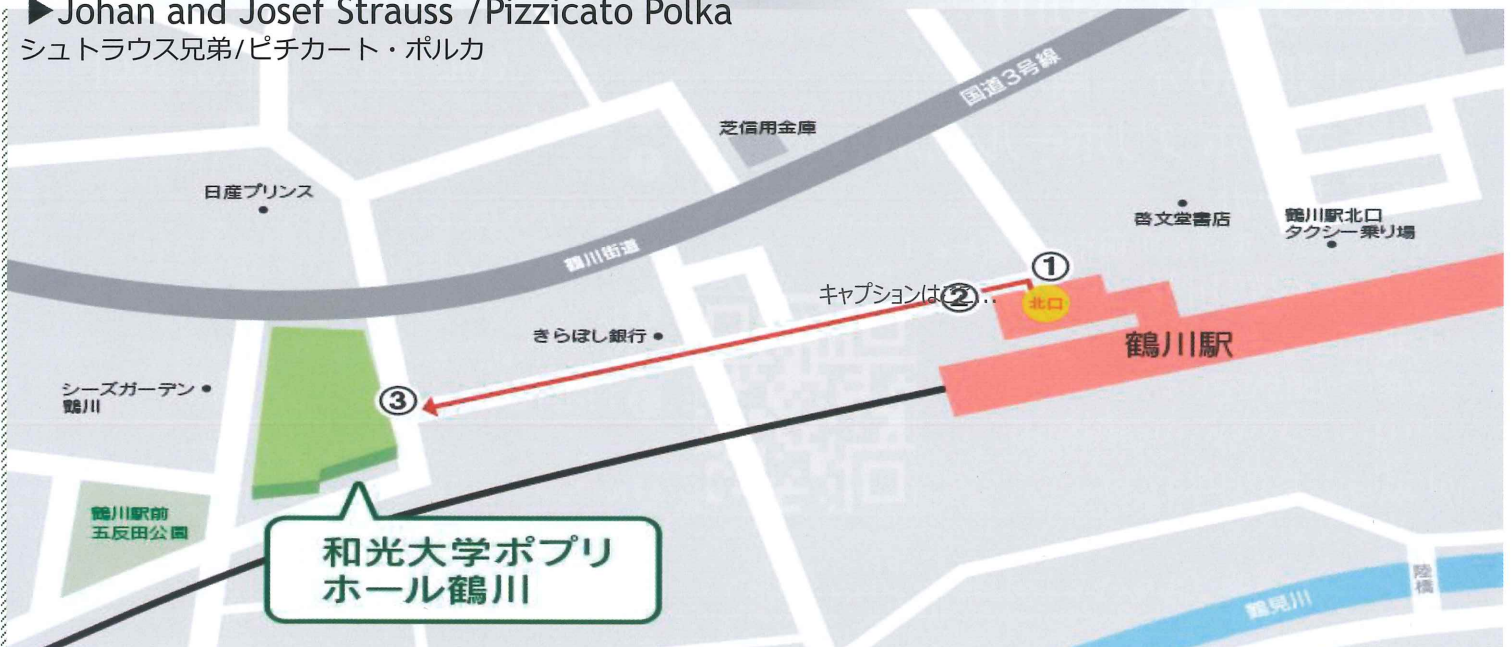 ▶Johan and Josef Strauss /Pizzicato Polka
シュトラウス兄弟/ピチカート・ポルカ
国道3号線
芝信用金庫
日産プリンス
啓文堂書店
鶴川駅北口
タクシー乗り場
鶴川街道
①
キャプションは
②
…
北口
きらぼし銀行
鶴川駅
シーズガーデン
鶴川
③
鶴川駅前
五反田公園
和光大学ポプリ
ホール鶴川
陸橋
鶴見川